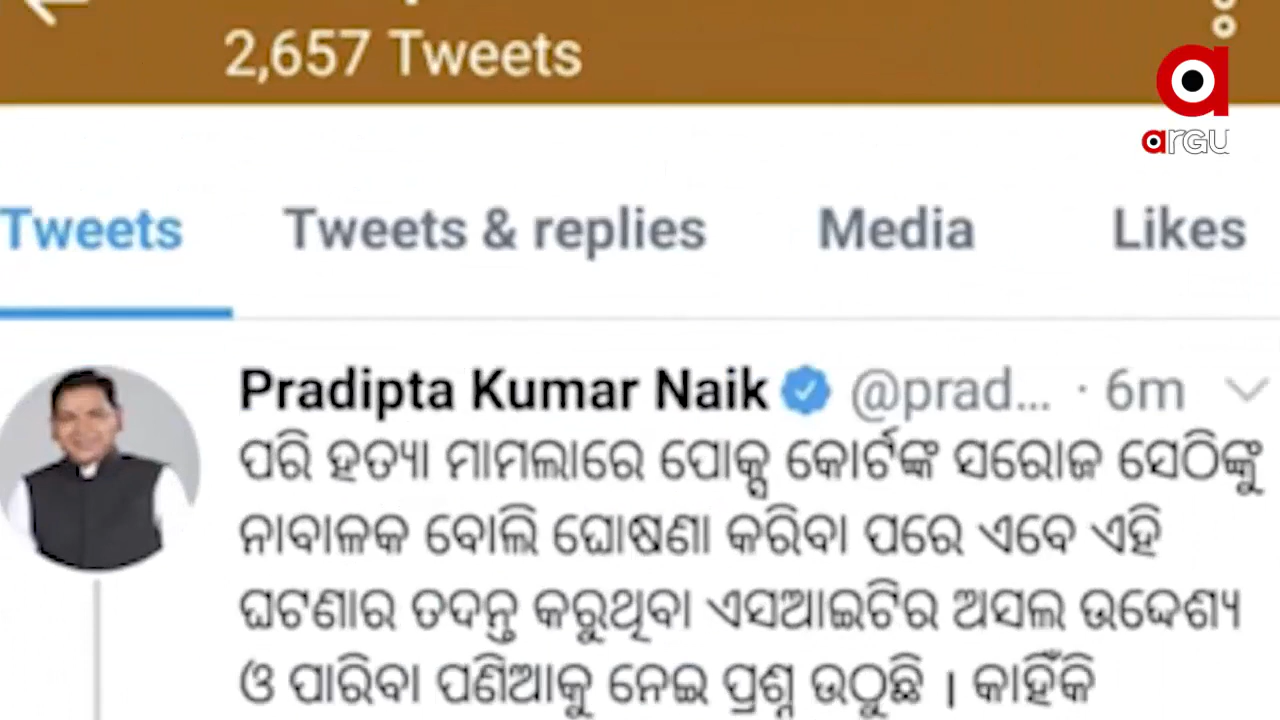 2,657 Tweets
argu
Tweets Tweets & replies Media Likes
Pradipta Kumar Naik @prad... · 6m
ପରି ହତ୍ୟା ମାମଲାରେ ପୋକ୍ସ କୋର୍ଟଙ୍କ ସରୋଜ ସେଠିଙ୍କୁ
ନାବାଳକ ବୋଲି ଘୋଷଣା କରିବା ପରେ ଏବେ ଏହି
ଘଟଣାର ତଦନ୍ତ କରୁଥିବା ଏସଆଇଟିର ଅସଲ ଉଦ୍ଦେଶ୍ୟ
ଓ ପାରିବା ପଣିଆକୁ ନେଇ ପ୍ରଶ୍ନ ଉଠୁଛି । କାହିଁକି